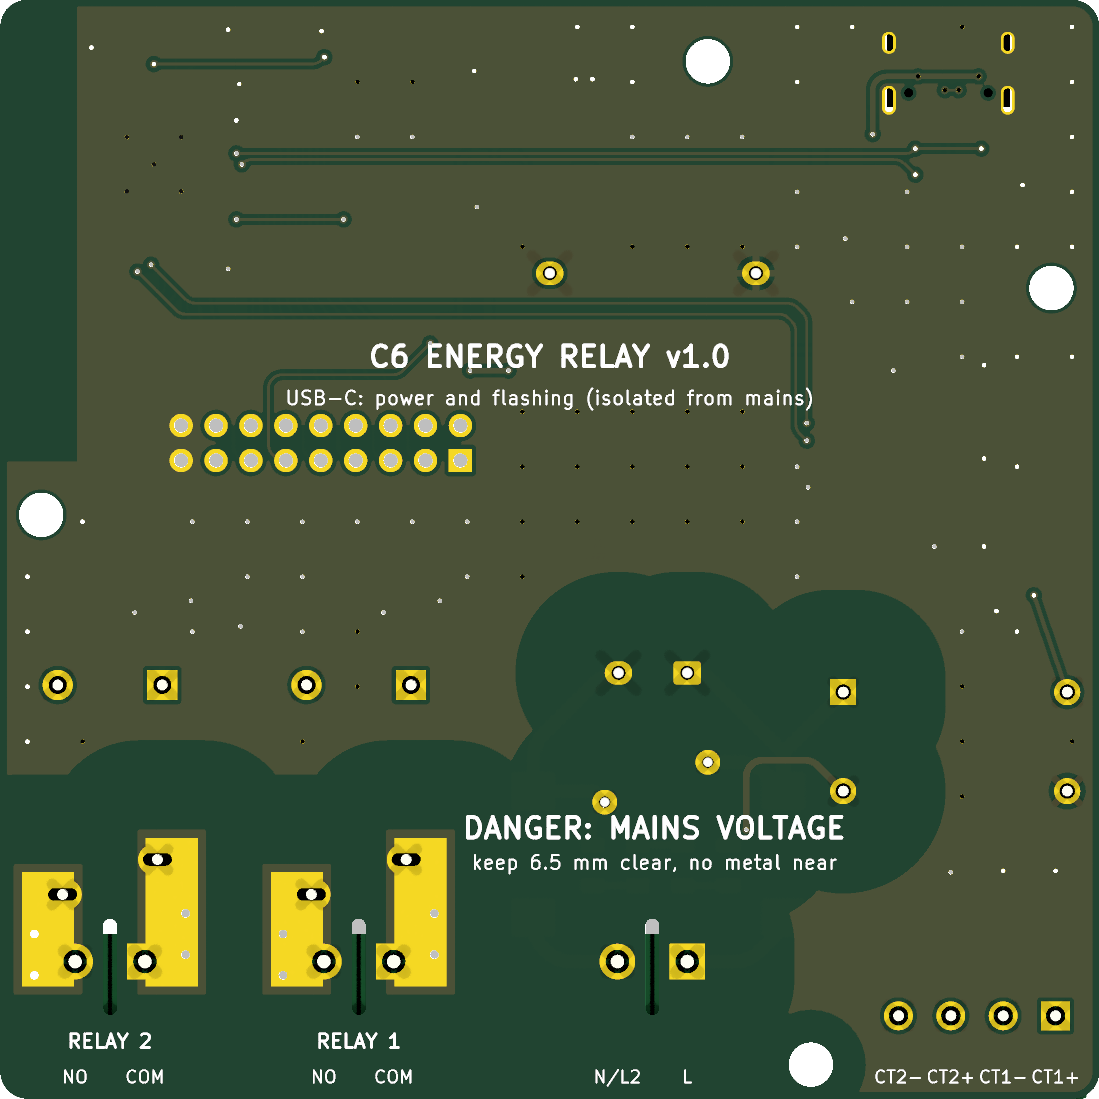 C6 ENERGY RELAY v1.0
USB-C: power and flashing (isolated from mains)
DANGER: MAINS VOLTAGE
keep 6.5 mm clear, no metal near
RELAY 2 RELAY 1
NO COM NO COM N/L2 L CT2- CT2+ CT1- CT1+